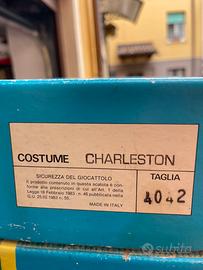 COSTUME CHARLESTON
SICUREZZA DEL GIOCATTOLO
Il prodotto contenuto in questa scatola è con-
forme alle prescrizioni di cui all'Art. 1 della
Legge 18 Febbraio 1983 n. 46 pubblicata nella
G.U. 25.02.1983 n. 55.
MADE IN ITALY
TAGLIA
4042
subito